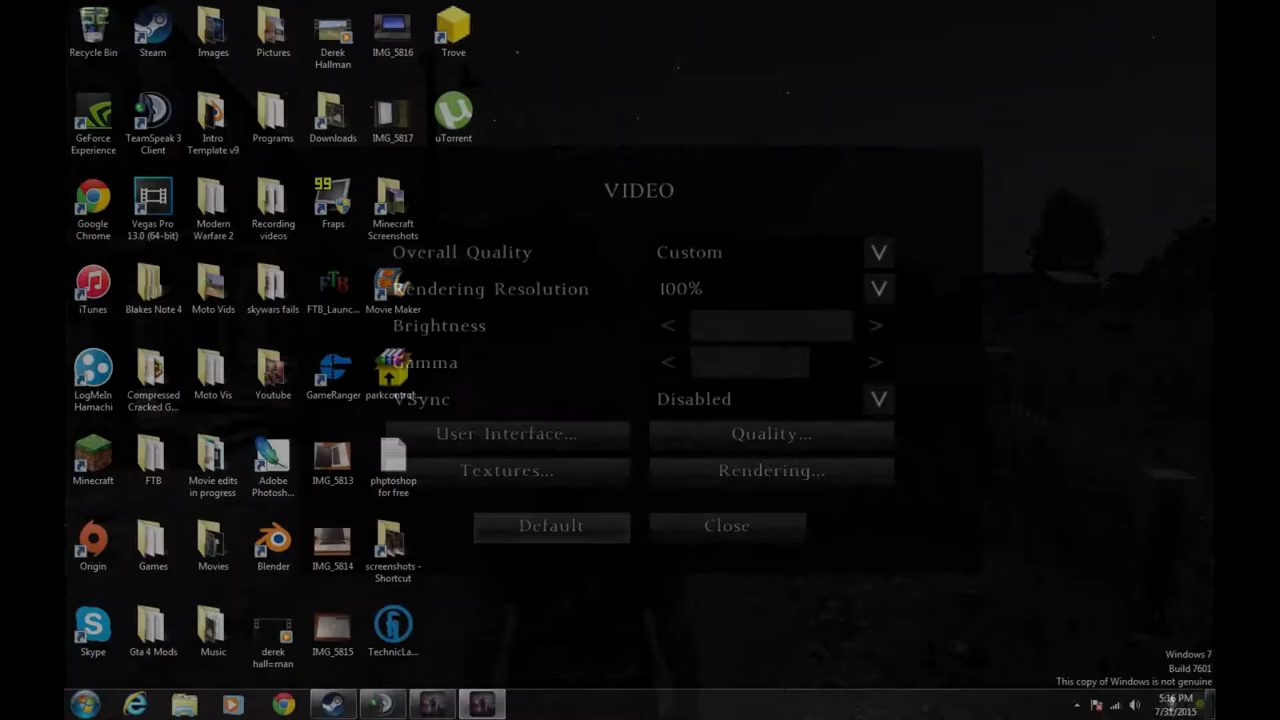 Recycle Bin
Steam
Images
Pictures
Derek
Hallman
IMG_5816
Trove
GeForce
Experience
TeamSpeak 3
Client
Intro
Template v9
Programs
Downloads
IMG_5817
uTorrent
Google
Chrome
Vegas Pro
13.0 (64-bit)
Modern
Warfare 2
Recording
videos
99
Fraps
Minecraft
Screenshots
iTunes
Blakes Note 4
Moto Vids
skywars fails
FTB
FTB_Launc...
Movie Maker
LogMeIn
Hamachi
Compressed
Cracked G...
Moto Vis
Youtube
GameRanger
parkcontrol...
Minecraft
FTB
Movie edits
in progress
Adobe
Photosh...
IMG_5813
phptoshop
for free
Origin
Games
Movies
Blender
IMG_5814
screenshots -
Shortcut
Skype
Gta 4 Mods
Music
derek
hall=man
IMG_5815
TechnicLa...
VIDEO
Overall Quality Custom V
Rendering Resolution 100% V
Brightness < >
Gamma < >
VSync Disabled V
User Interface... Quality...
Textures... Rendering...
Default Close
Windows 7
Build 7601
This copy of Windows is not genuine
5:16 PM
7/31/2015